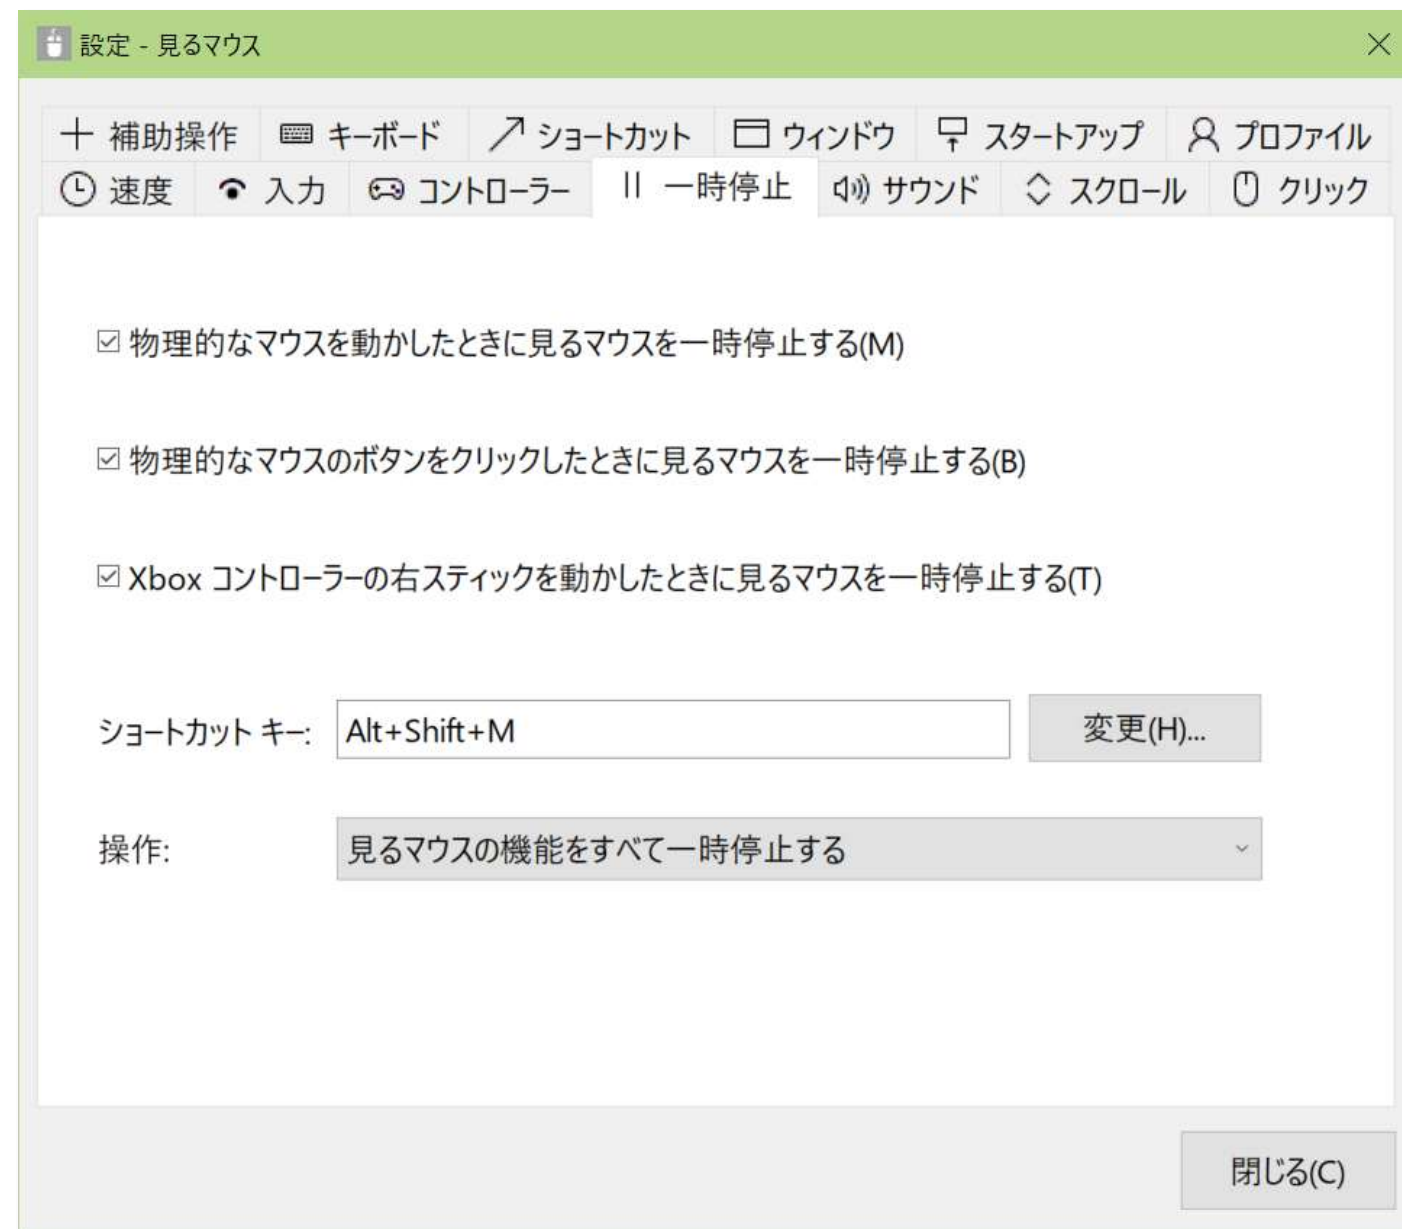 設定 - 見るマウス
補助操作 キーボード ショートカット ウィンドウ スタートアップ プロファイル
速度 入力 コントローラー 一時停止 サウンド スクロール クリック
物理的なマウスを動かしたときに見るマウスを一時停止する(M)
物理的なマウスのボタンをクリックしたときに見るマウスを一時停止する(B)
Xbox コントローラーの右スティックを動かしたときに見るマウスを一時停止する(T)
ショートカット キー: Alt+Shift+M 変更(H)...
操作: 見るマウスの機能をすべて一時停止する
閉じる(C)